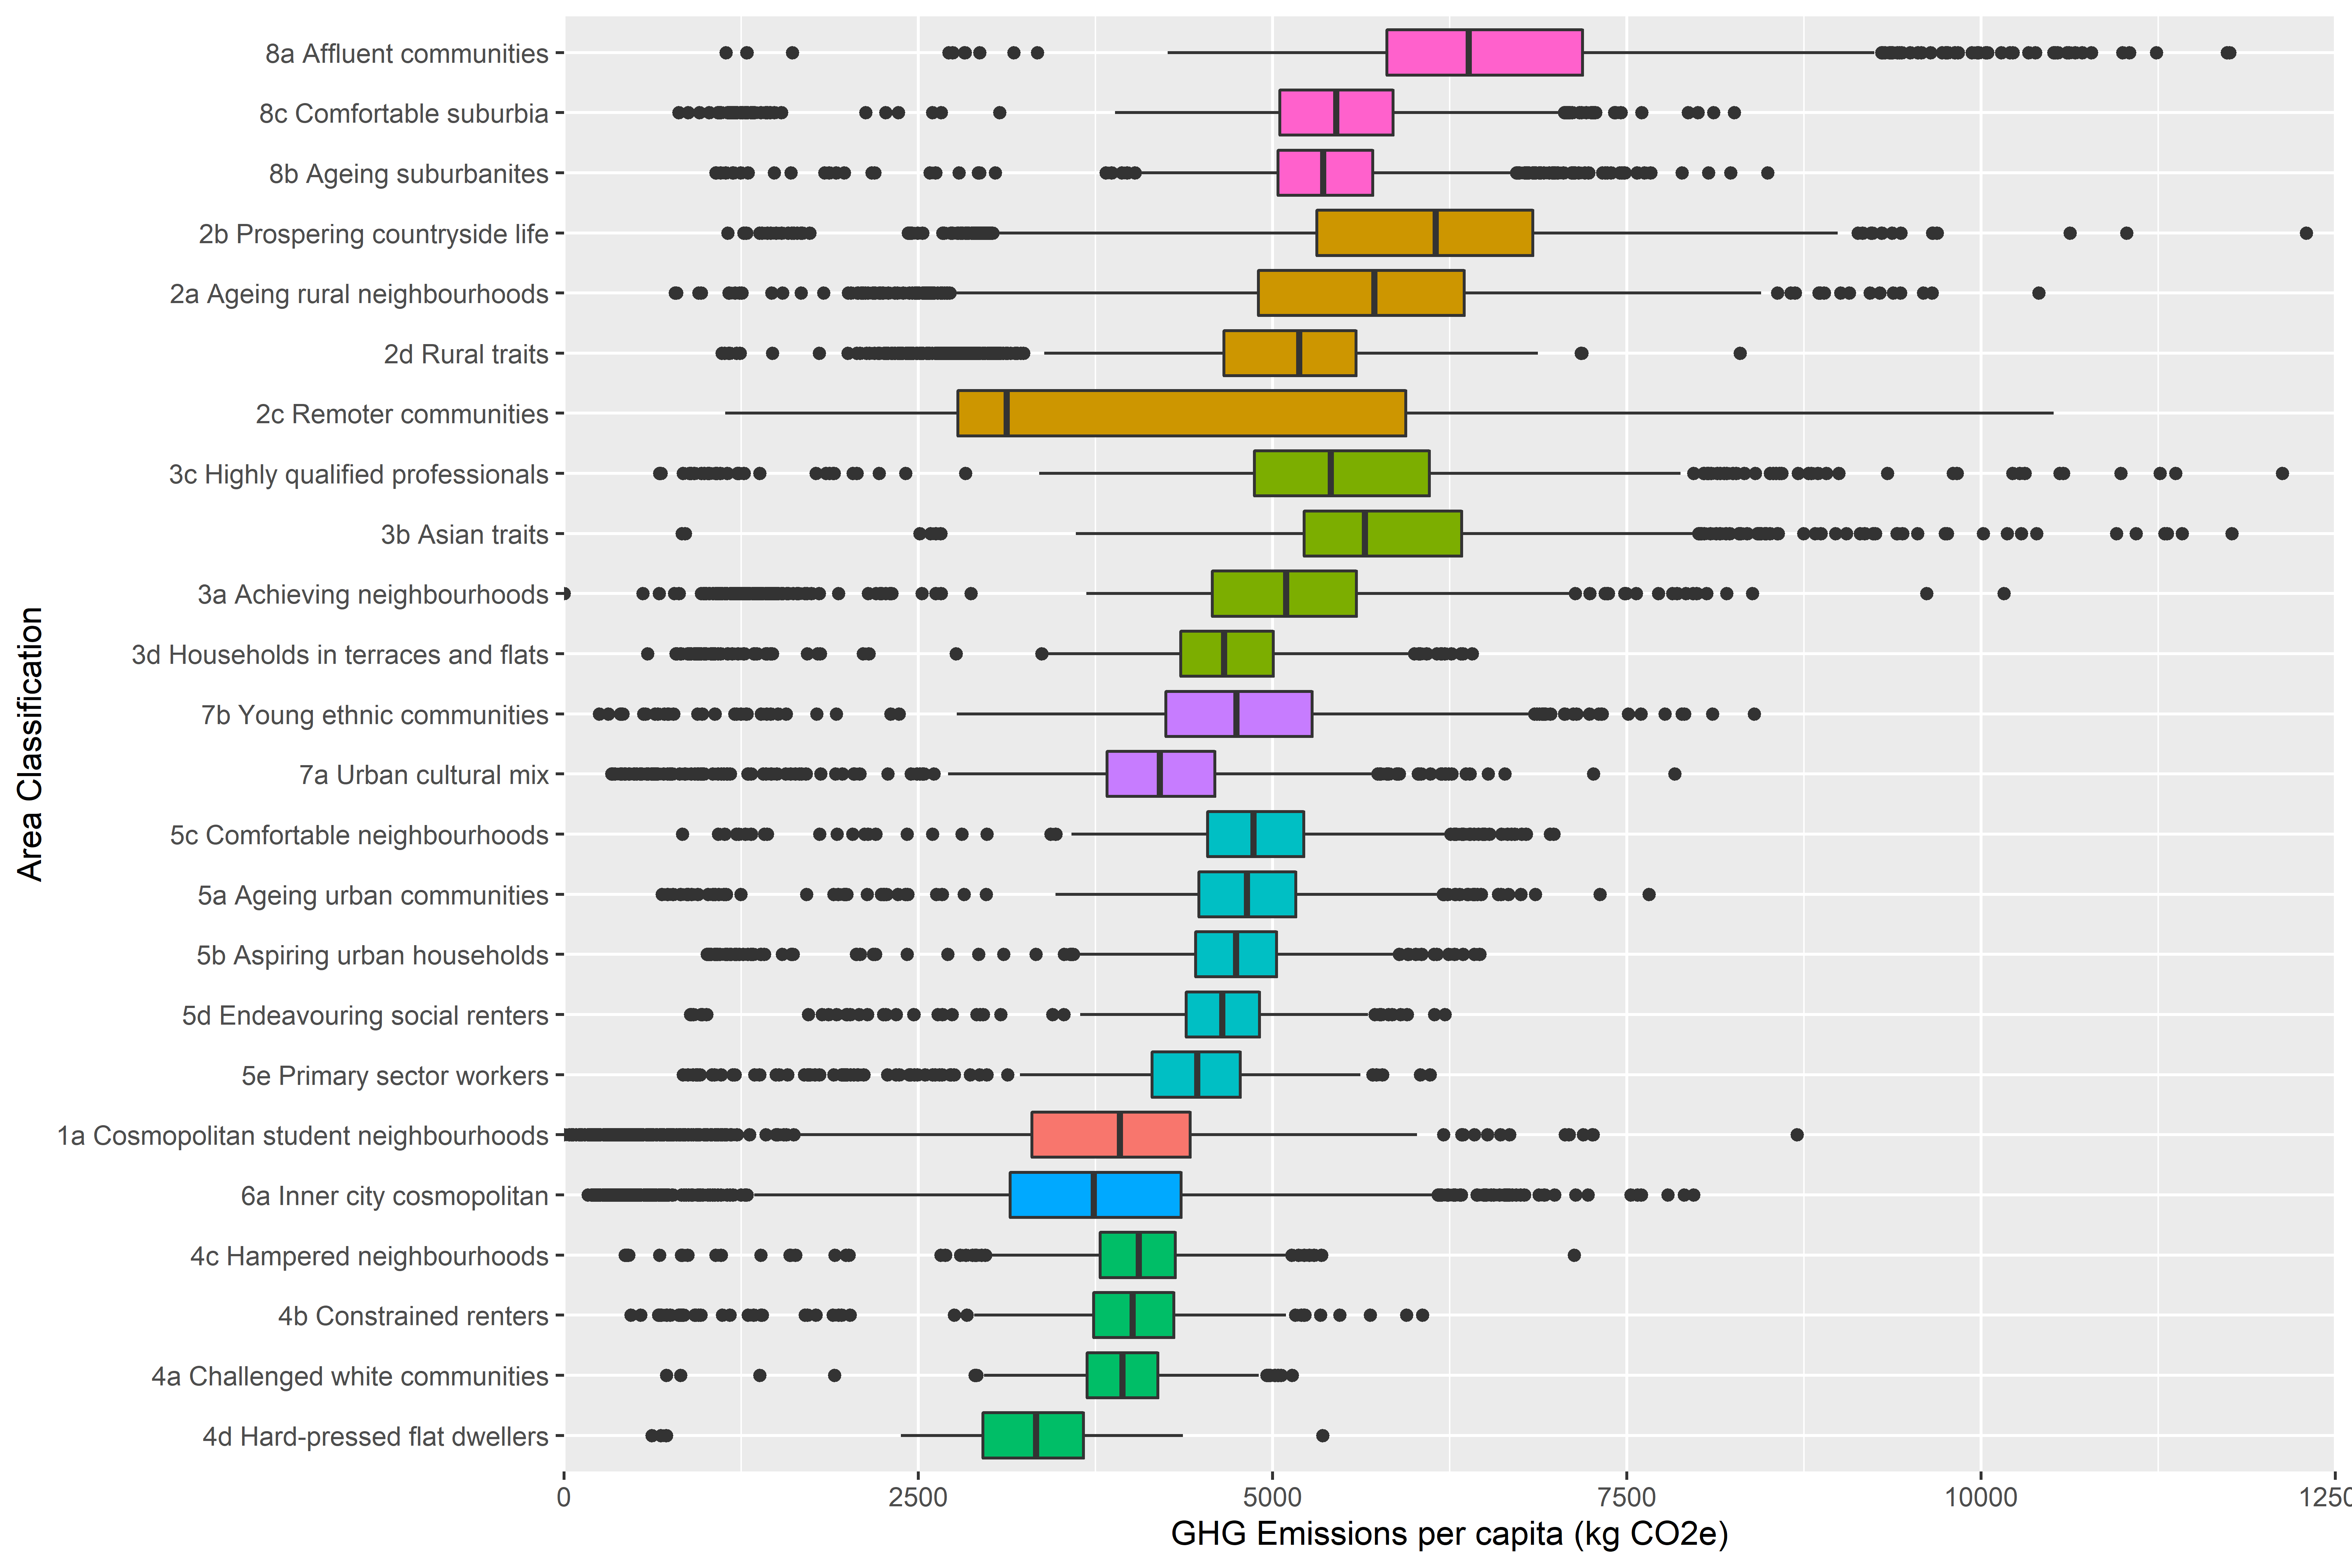 8a Affluent communities
8c Comfortable suburbia
8b Ageing suburbanites
2b Prospering countryside life
2a Ageing rural neighbourhoods
2d Rural traits
2c Remoter communities
3c Highly qualified professionals
3b Asian traits
3a Achieving neighbourhoods
3d Households in terraces and flats
7b Young ethnic communities
7a Urban cultural mix
5c Comfortable neighbourhoods
5a Ageing urban communities
5b Aspiring urban households
5d Endeavouring social renters
5e Primary sector workers
1a Cosmopolitan student neighbourhoods
6a Inner city cosmopolitan
4c Hampered neighbourhoods
4b Constrained renters
4a Challenged white communities
4d Hard-pressed flat dwellers
Area Classification
0 2500 5000 7500 10000
GHG Emissions per capita (kg CO2e)